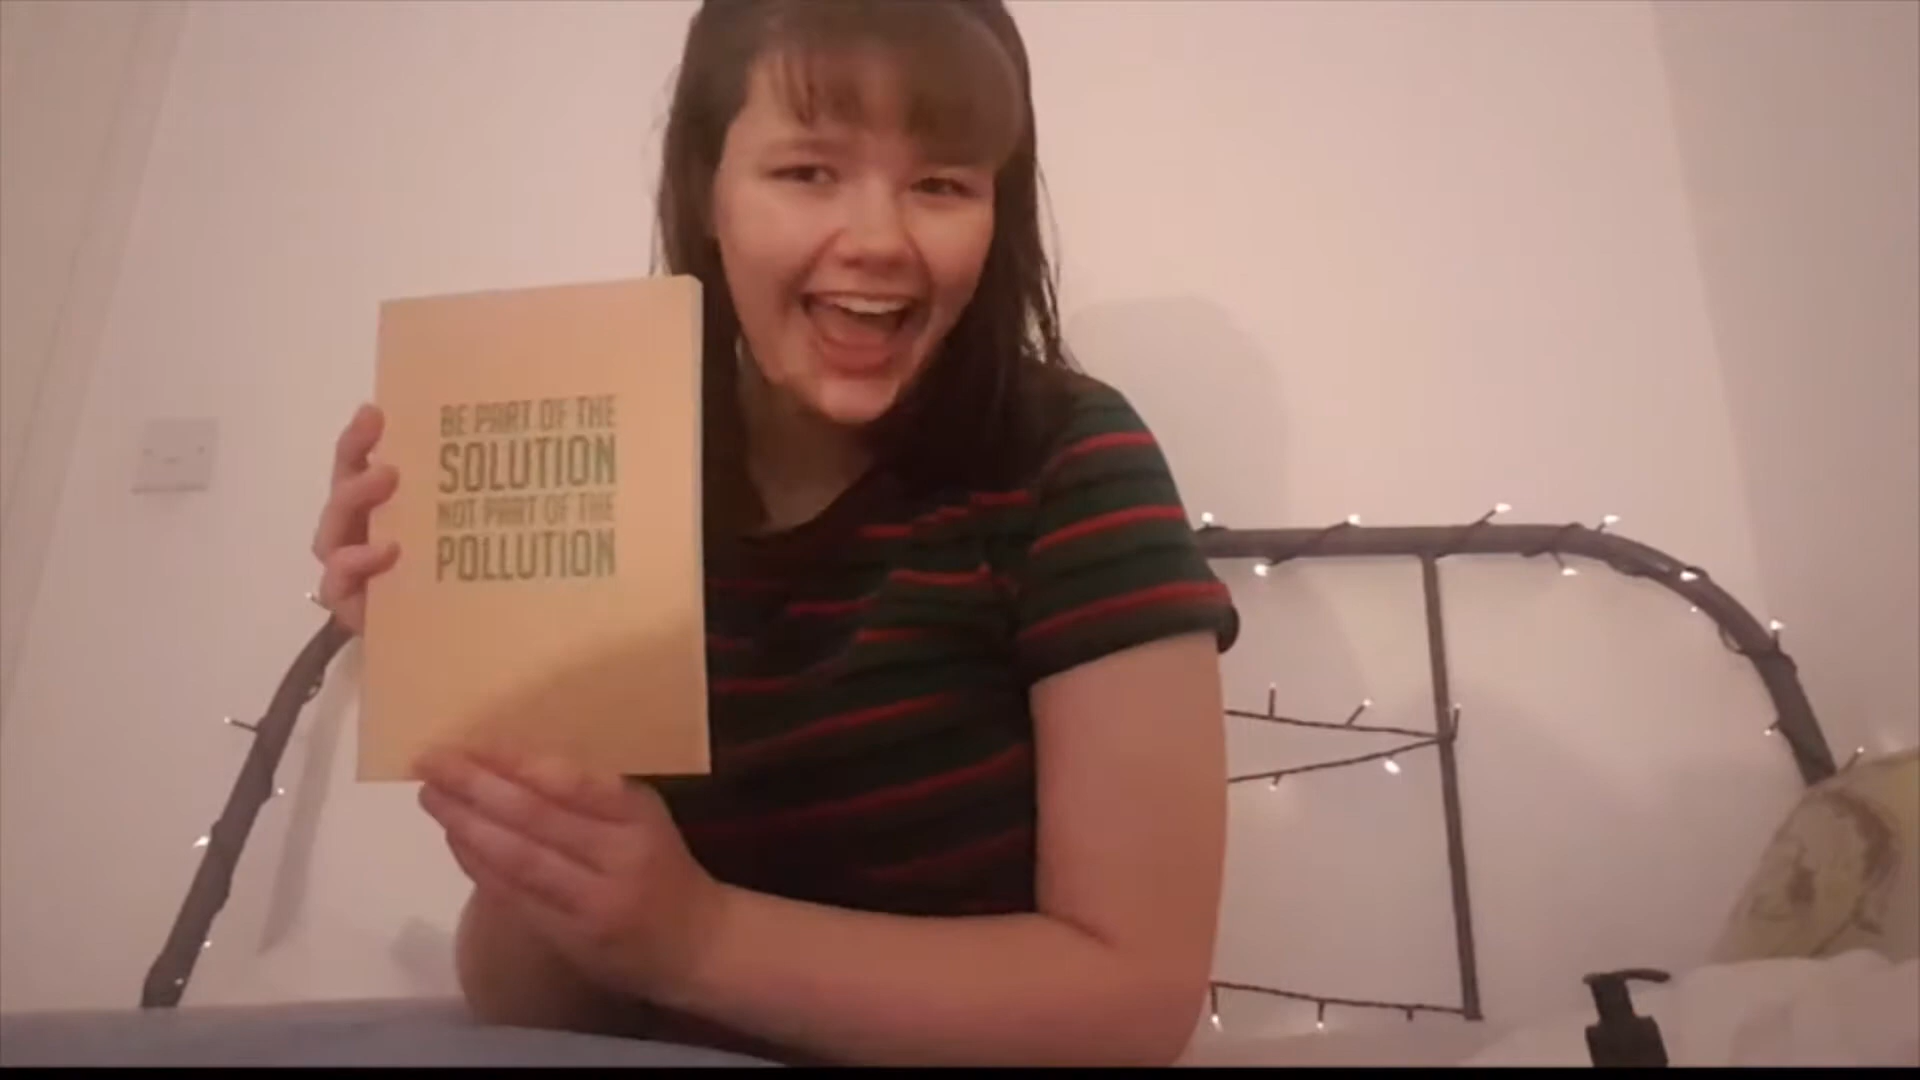 BE PART OF THE
SOLUTION
NOT PART OF THE
POLLUTION